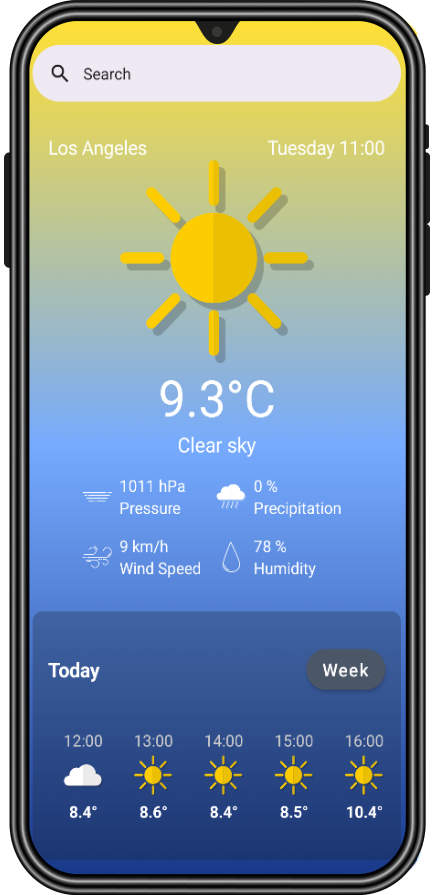 Search
Los Angeles Tuesday 11:00
9.3°C
Clear sky
1011 hPa 0 %
Pressure Precipitation
9 km/h 78 %
Wind Speed Humidity
Today Week
12:00 13:00 14:00 15:00 16:00
8.4° 8.6° 8.4° 8.5° 10.4°